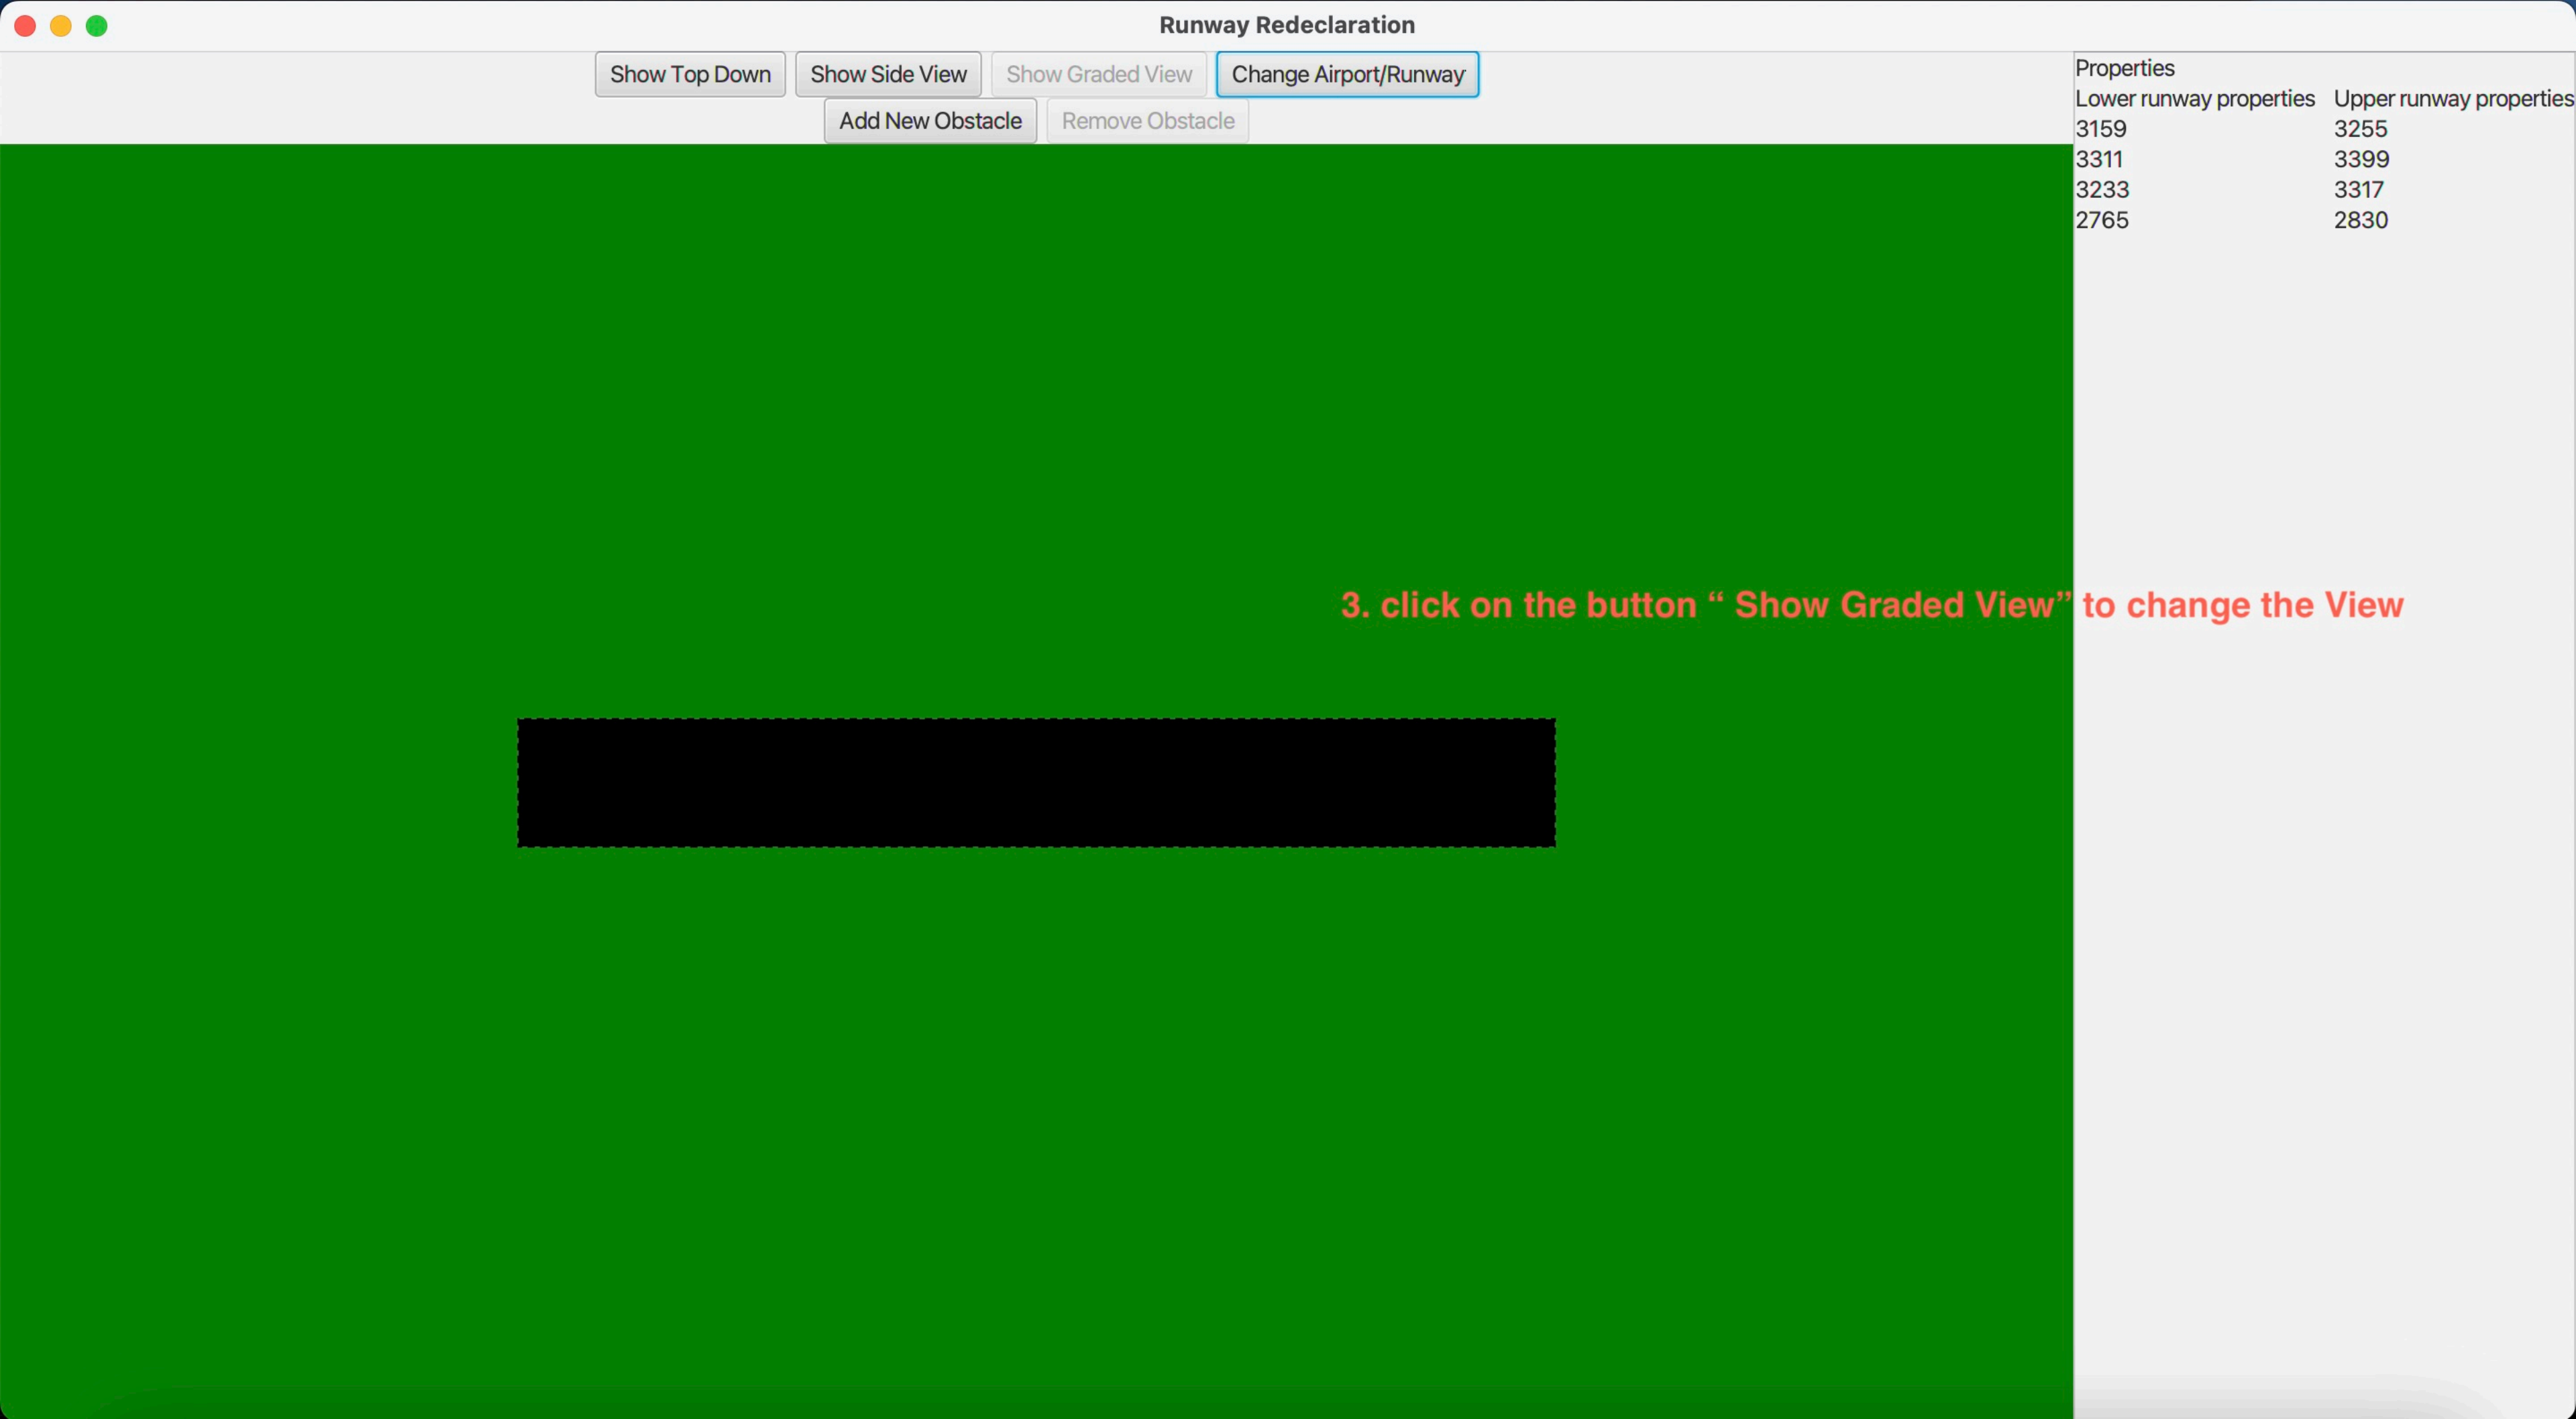 Runway Redeclaration
Show Top Down Show Side View Show Graded View Change Airport/Runway
Add New Obstacle Remove Obstacle
Properties
Lower runway properties Upper runway properties
3159 3255
3311 3399
3233 3317
2765 2830
3. click on the button “ Show Graded View” to change the View